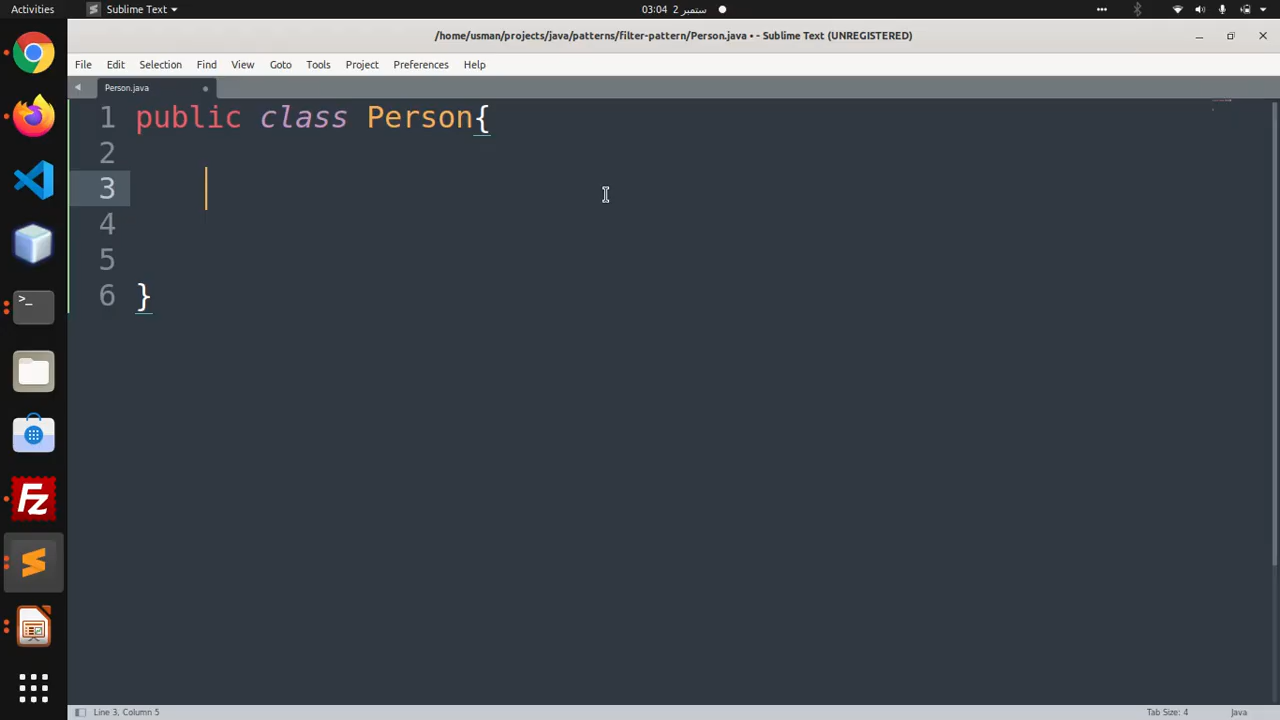 Activities
Sublime Text
03:04 2 ستمبر
/home/usman/projects/java/patterns/filter-pattern/Person.java • - Sublime Text (UNREGISTERED)
File Edit Selection Find View Goto Tools Project Preferences Help
Person.java
1 public class Person{
2
3
4
5
6 }
Line 3, Column 5
Tab Size: 4
Java